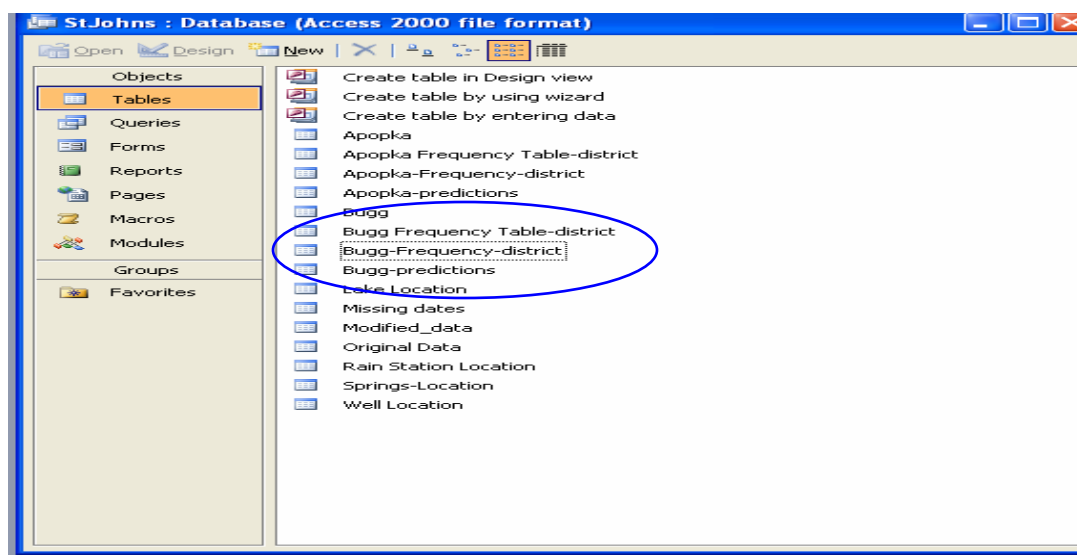 StJohns : Database (Access 2000 file format)
Open Design New
Objects
Tables
Queries
Forms
Reports
Pages
Macros
Modules
Groups
Favorites
Create table in Design view
Create table by using wizard
Create table by entering data
Apopka
Apopka Frequency Table-district
Apopka-Frequency-district
Apopka-predictions
Bugg
Bugg Frequency Table-district
Bugg-Frequency-district
Bugg-predictions
Lake Location
Missing dates
Modified_data
Original Data
Rain Station Location
Springs-Location
Well Location